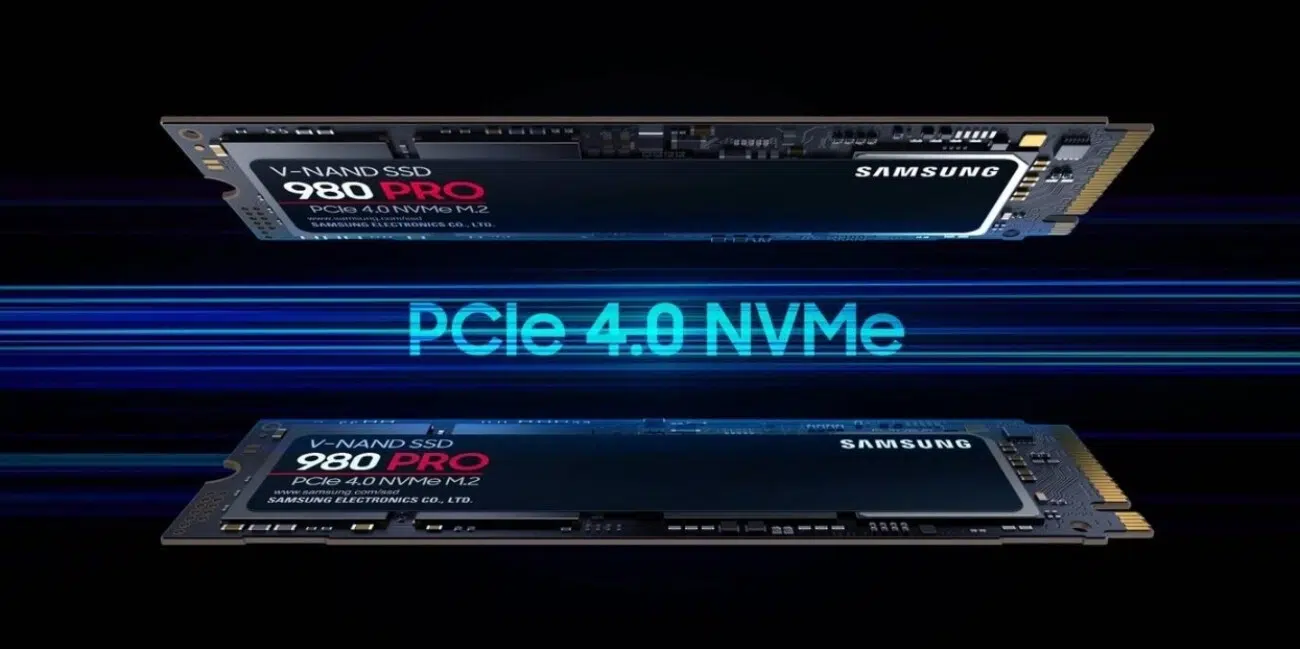 V-NAND SSD
980 PRO
PCIe 4.0 NVMe M.2
www.samsung.com/ssd
SAMSUNG ELECTRONICS CO., LTD.
SAMSUNG
PCIe 4.0 NVMe
V-NAND SSD
980 PRO
PCIe 4.0 NVMe M.2
www.samsung.com/ssd
SAMSUNG ELECTRONICS CO., LTD.
SAMSUNG